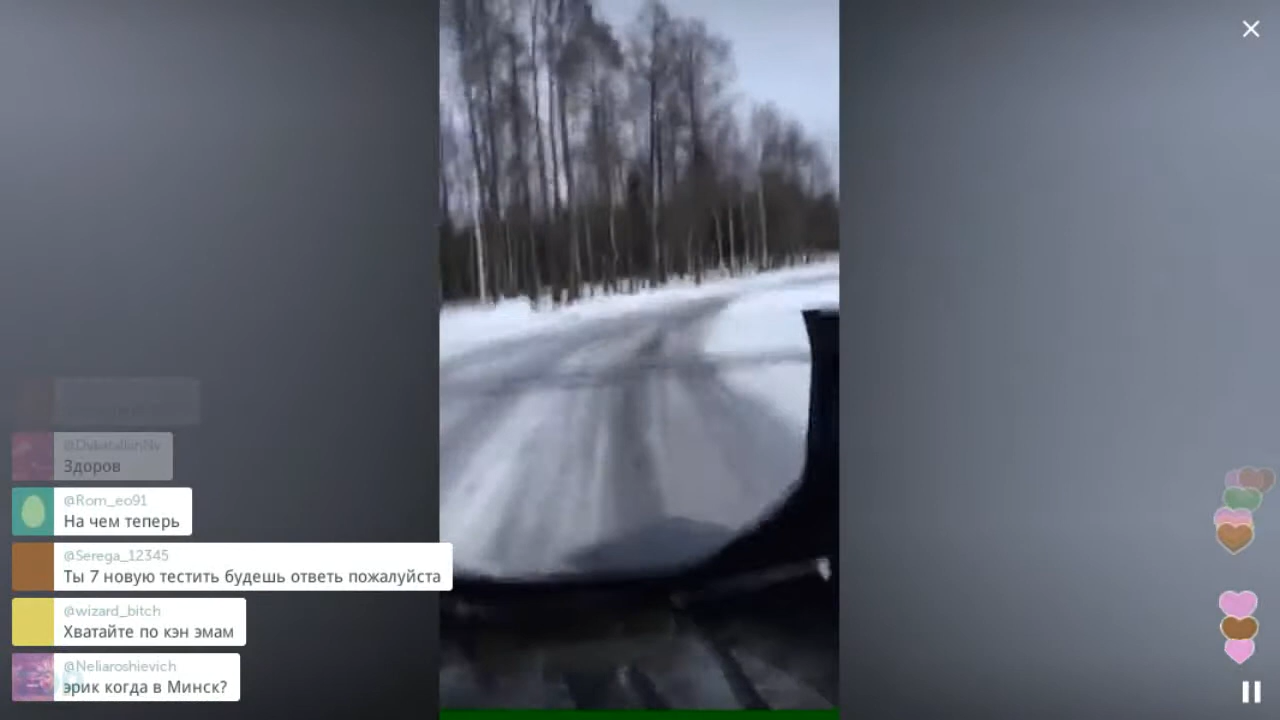 Здоров
@Rom_eo91
На чем теперь
@Serega_12345
Ты 7 новую тестить будешь ответь пожалуйста
@wizard_bitch
Хватайте по кэн эмам
@Neliaroshievich
эрик когда в Минск?